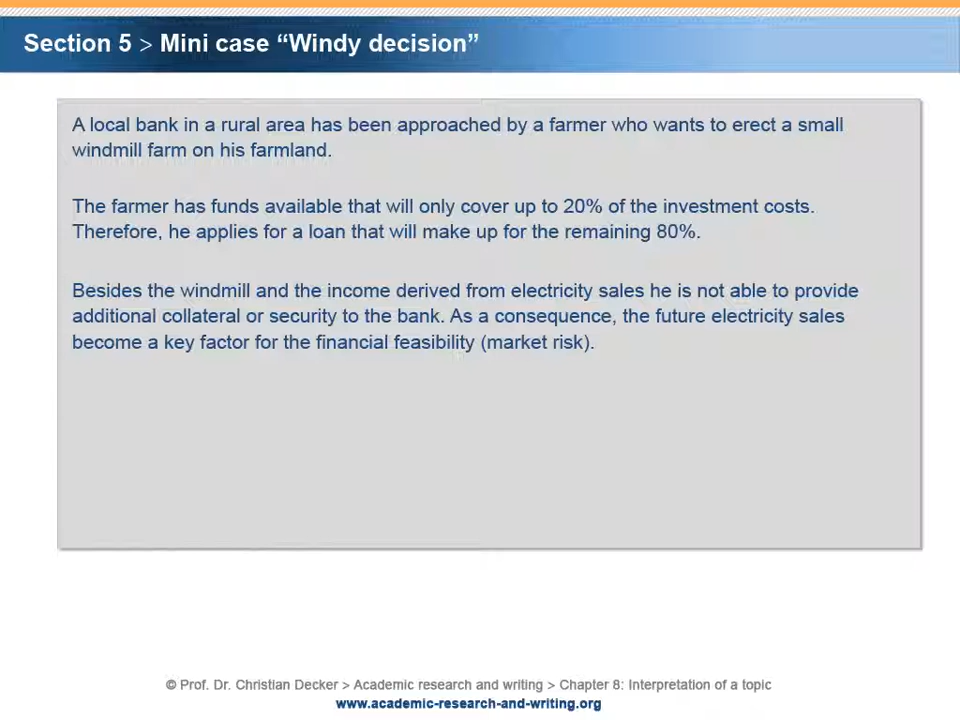 Section 5 > Mini case “Windy decision”
A local bank in a rural area has been approached by a farmer who wants to erect a small
windmill farm on his farmland.
The farmer has funds available that will only cover up to 20% of the investment costs.
Therefore, he applies for a loan that will make up for the remaining 80%.
Besides the windmill and the income derived from electricity sales he is not able to provide
additional collateral or security to the bank. As a consequence, the future electricity sales
become a key factor for the financial feasibility (market risk).
© Prof. Dr. Christian Decker > Academic research and writing > Chapter 8: Interpretation of a topic
www.academic-research-and-writing.org